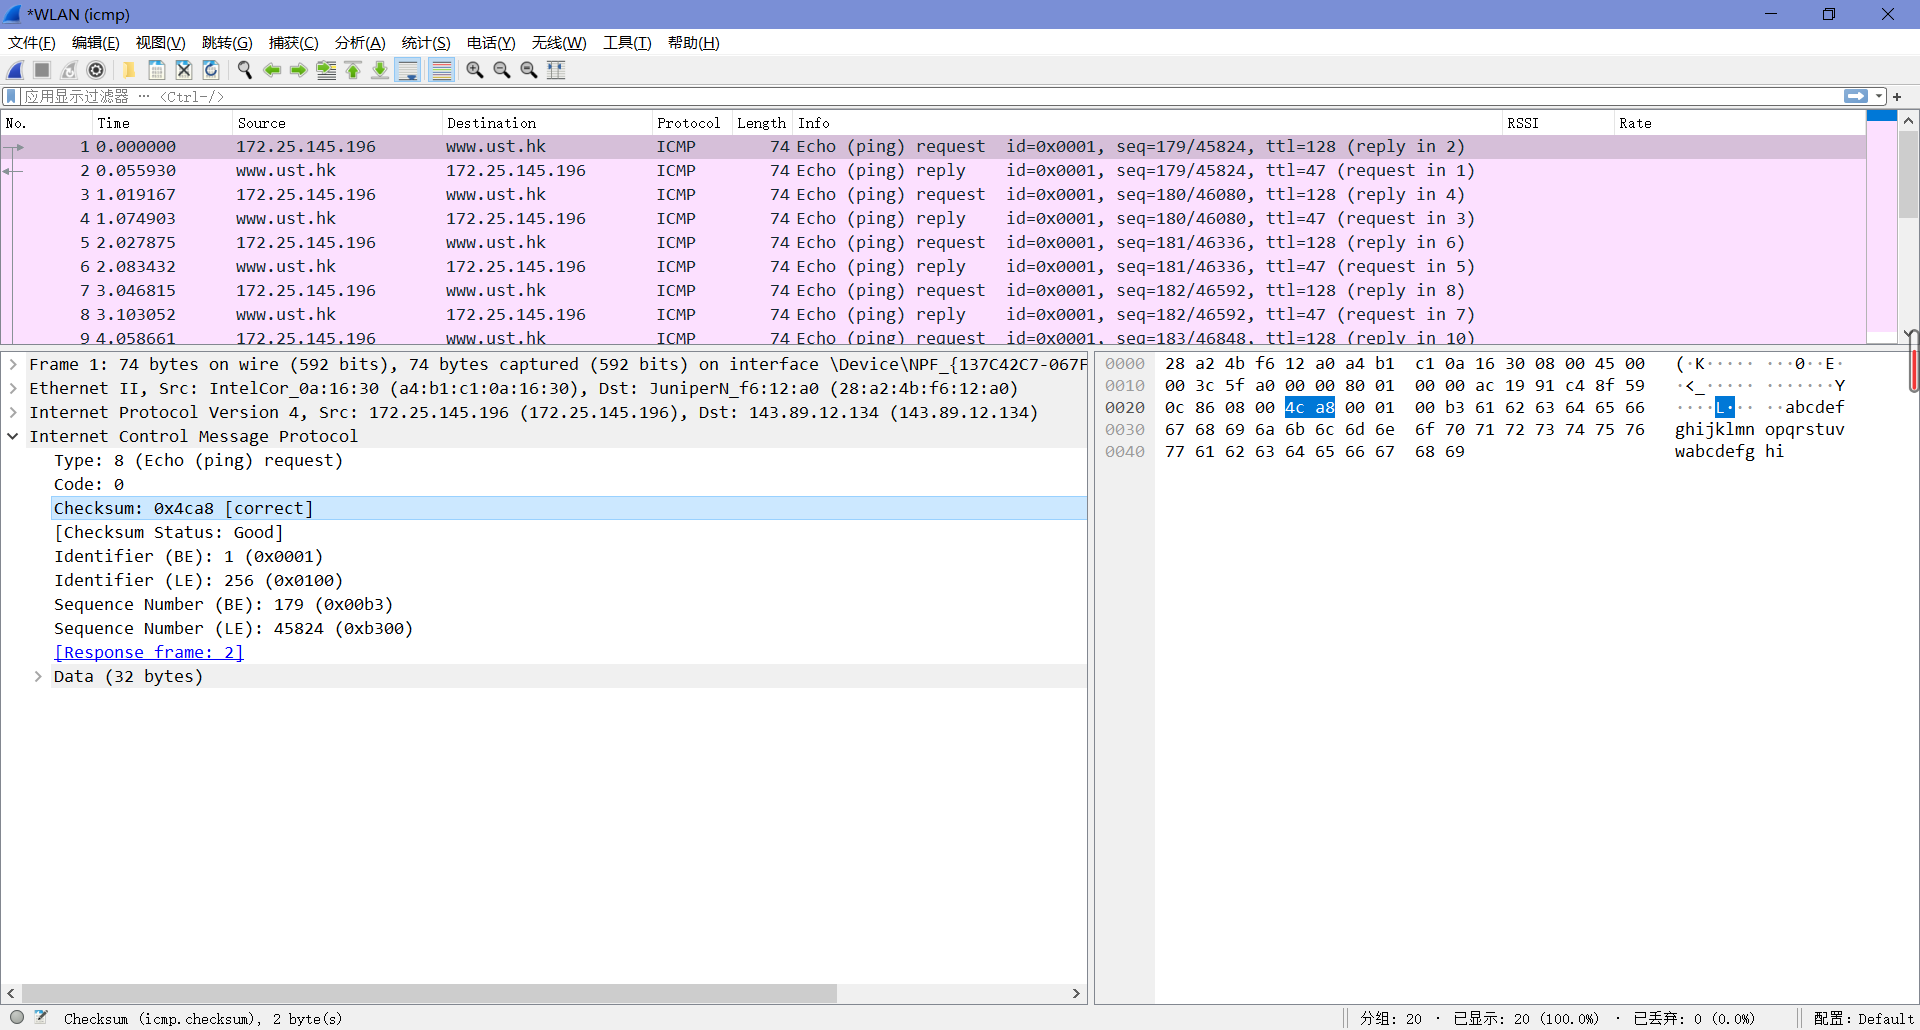 *WLAN (icmp)
文件(F) 编辑(E) 视图(V) 跳转(G) 捕获(C) 分析(A) 统计(S) 电话(Y) 无线(W) 工具(T) 帮助(H)
应用显示过滤器 … <Ctrl-/>
No. Time Source Destination Protocol Length Info RSSI Rate
1 0.000000 172.25.145.196 www.ust.hk ICMP 74 Echo (ping) request id=0x0001, seq=179/45824, ttl=128 (reply in 2)
2 0.055930 www.ust.hk 172.25.145.196 ICMP 74 Echo (ping) reply id=0x0001, seq=179/45824, ttl=47 (request in 1)
3 1.019167 172.25.145.196 www.ust.hk ICMP 74 Echo (ping) request id=0x0001, seq=180/46080, ttl=128 (reply in 4)
4 1.074903 www.ust.hk 172.25.145.196 ICMP 74 Echo (ping) reply id=0x0001, seq=180/46080, ttl=47 (request in 3)
5 2.027875 172.25.145.196 www.ust.hk ICMP 74 Echo (ping) request id=0x0001, seq=181/46336, ttl=128 (reply in 6)
6 2.083432 www.ust.hk 172.25.145.196 ICMP 74 Echo (ping) reply id=0x0001, seq=181/46336, ttl=47 (request in 5)
7 3.046815 172.25.145.196 www.ust.hk ICMP 74 Echo (ping) request id=0x0001, seq=182/46592, ttl=128 (reply in 8)
8 3.103052 www.ust.hk 172.25.145.196 ICMP 74 Echo (ping) reply id=0x0001, seq=182/46592, ttl=47 (request in 7)
9 4.058661 172.25.145.196 www.ust.hk ICMP 74 Echo (ping) request id=0x0001, seq=183/46848, ttl=128 (reply in 10)
Frame 1: 74 bytes on wire (592 bits), 74 bytes captured (592 bits) on interface \Device\NPF_{137C42C7-067F
Ethernet II, Src: IntelCor_0a:16:30 (a4:b1:c1:0a:16:30), Dst: JuniperN_f6:12:a0 (28:a2:4b:f6:12:a0)
Internet Protocol Version 4, Src: 172.25.145.196 (172.25.145.196), Dst: 143.89.12.134 (143.89.12.134)
Internet Control Message Protocol
Type: 8 (Echo (ping) request)
Code: 0
Checksum: 0x4ca8 [correct]
[Checksum Status: Good]
Identifier (BE): 1 (0x0001)
Identifier (LE): 256 (0x0100)
Sequence Number (BE): 179 (0x00b3)
Sequence Number (LE): 45824 (0xb300)
[Response frame: 2]
Data (32 bytes)
0000 28 a2 4b f6 12 a0 a4 b1 c1 0a 16 30 08 00 45 00 (·K····· ···0··E·
0010 00 3c 5f a0 00 00 80 01 00 00 ac 19 91 c4 8f 59 ·<_····· ·······Y
0020 0c 86 08 00 4c a8 00 01 00 b3 61 62 63 64 65 66 ····L··· ··abcdef
0030 67 68 69 6a 6b 6c 6d 6e 6f 70 71 72 73 74 75 76 ghijklmn opqrstuv
0040 77 61 62 63 64 65 66 67 68 69 wabcdefg hi
Checksum (icmp.checksum), 2 byte(s) 分组: 20 · 已显示: 20 (100.0%) · 已丢弃: 0 (0.0%) 配置: Default